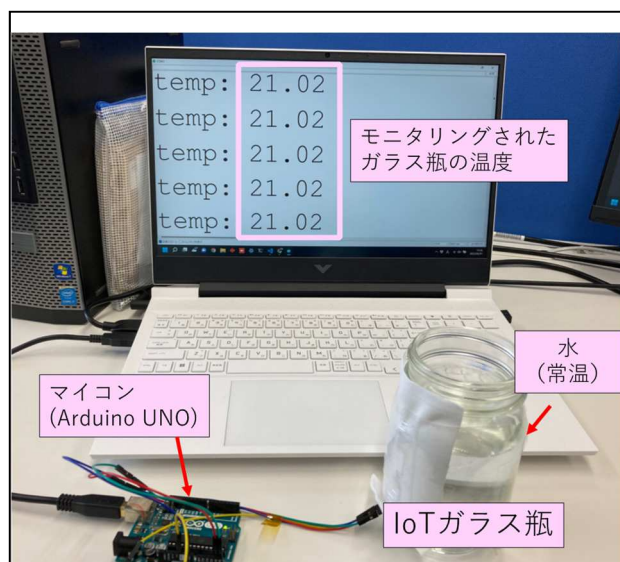 temp: 21.02
temp: 21.02
temp: 21.02
temp: 21.02
temp: 21.02
モニタリングされた
ガラス瓶の温度
水
（常温）
マイコン
(Arduino UNO)
IoTガラス瓶